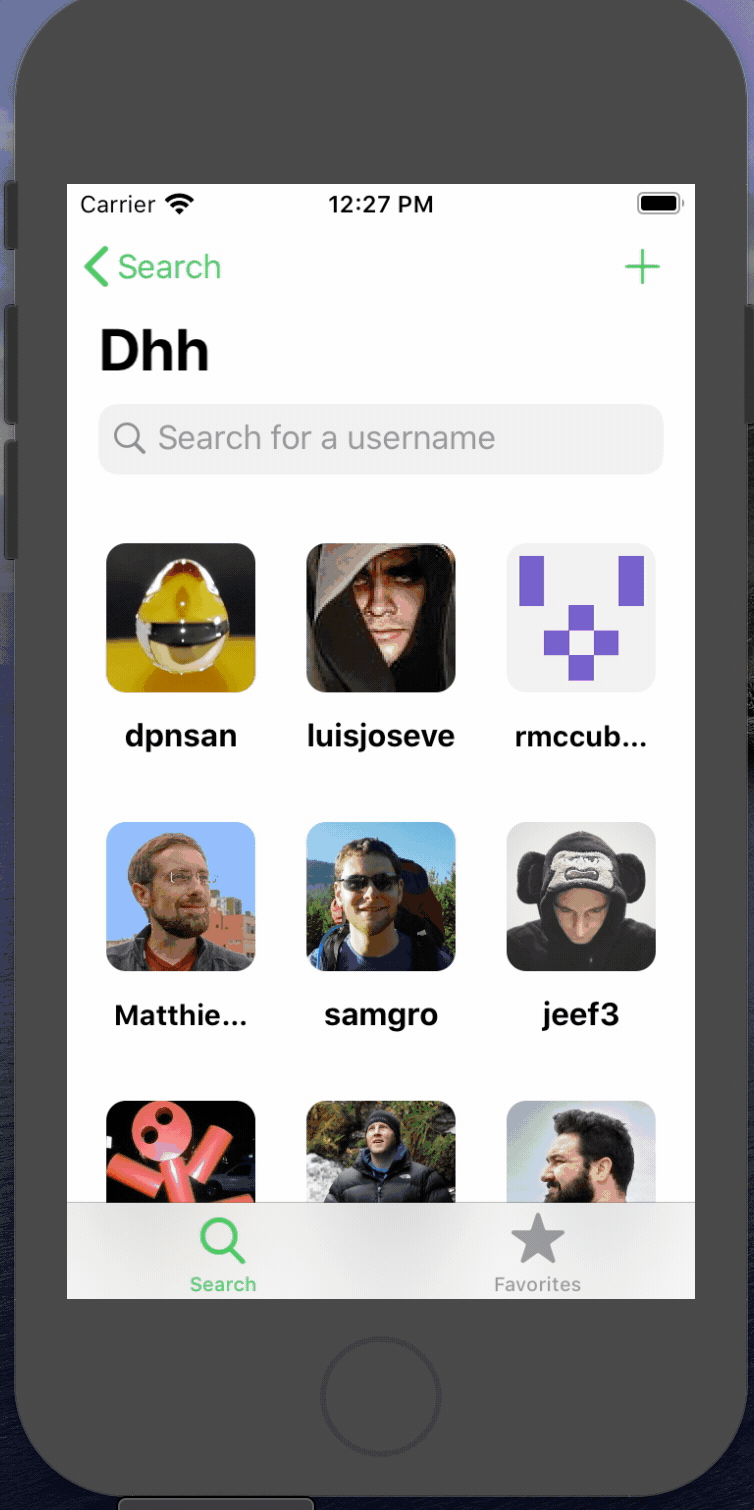 Carrier 12:27 PM
Search
Dhh
Search for a username
dpnsan luisjoseve rmccub...
Matthie... samgro jeef3
Search Favorites